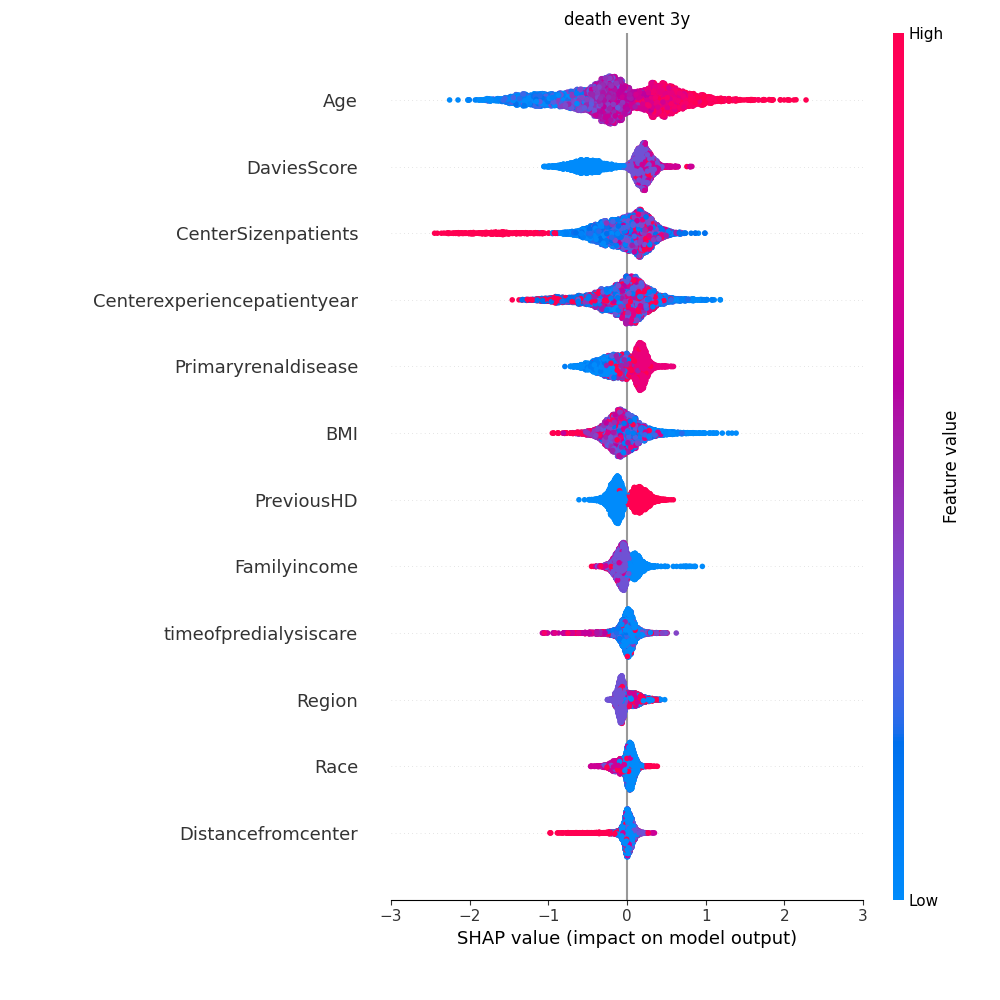 death event 3y
High
Age
DaviesScore
CenterSizenpatients
Centerexperiencepatientyear
Primaryrenaldisease
BMI
PreviousHD
Familyincome
timeofpredialysiscare
Region
Race
Distancefromcenter
Feature value
Low
−3 −2 −1 0 1 2 3
SHAP value (impact on model output)